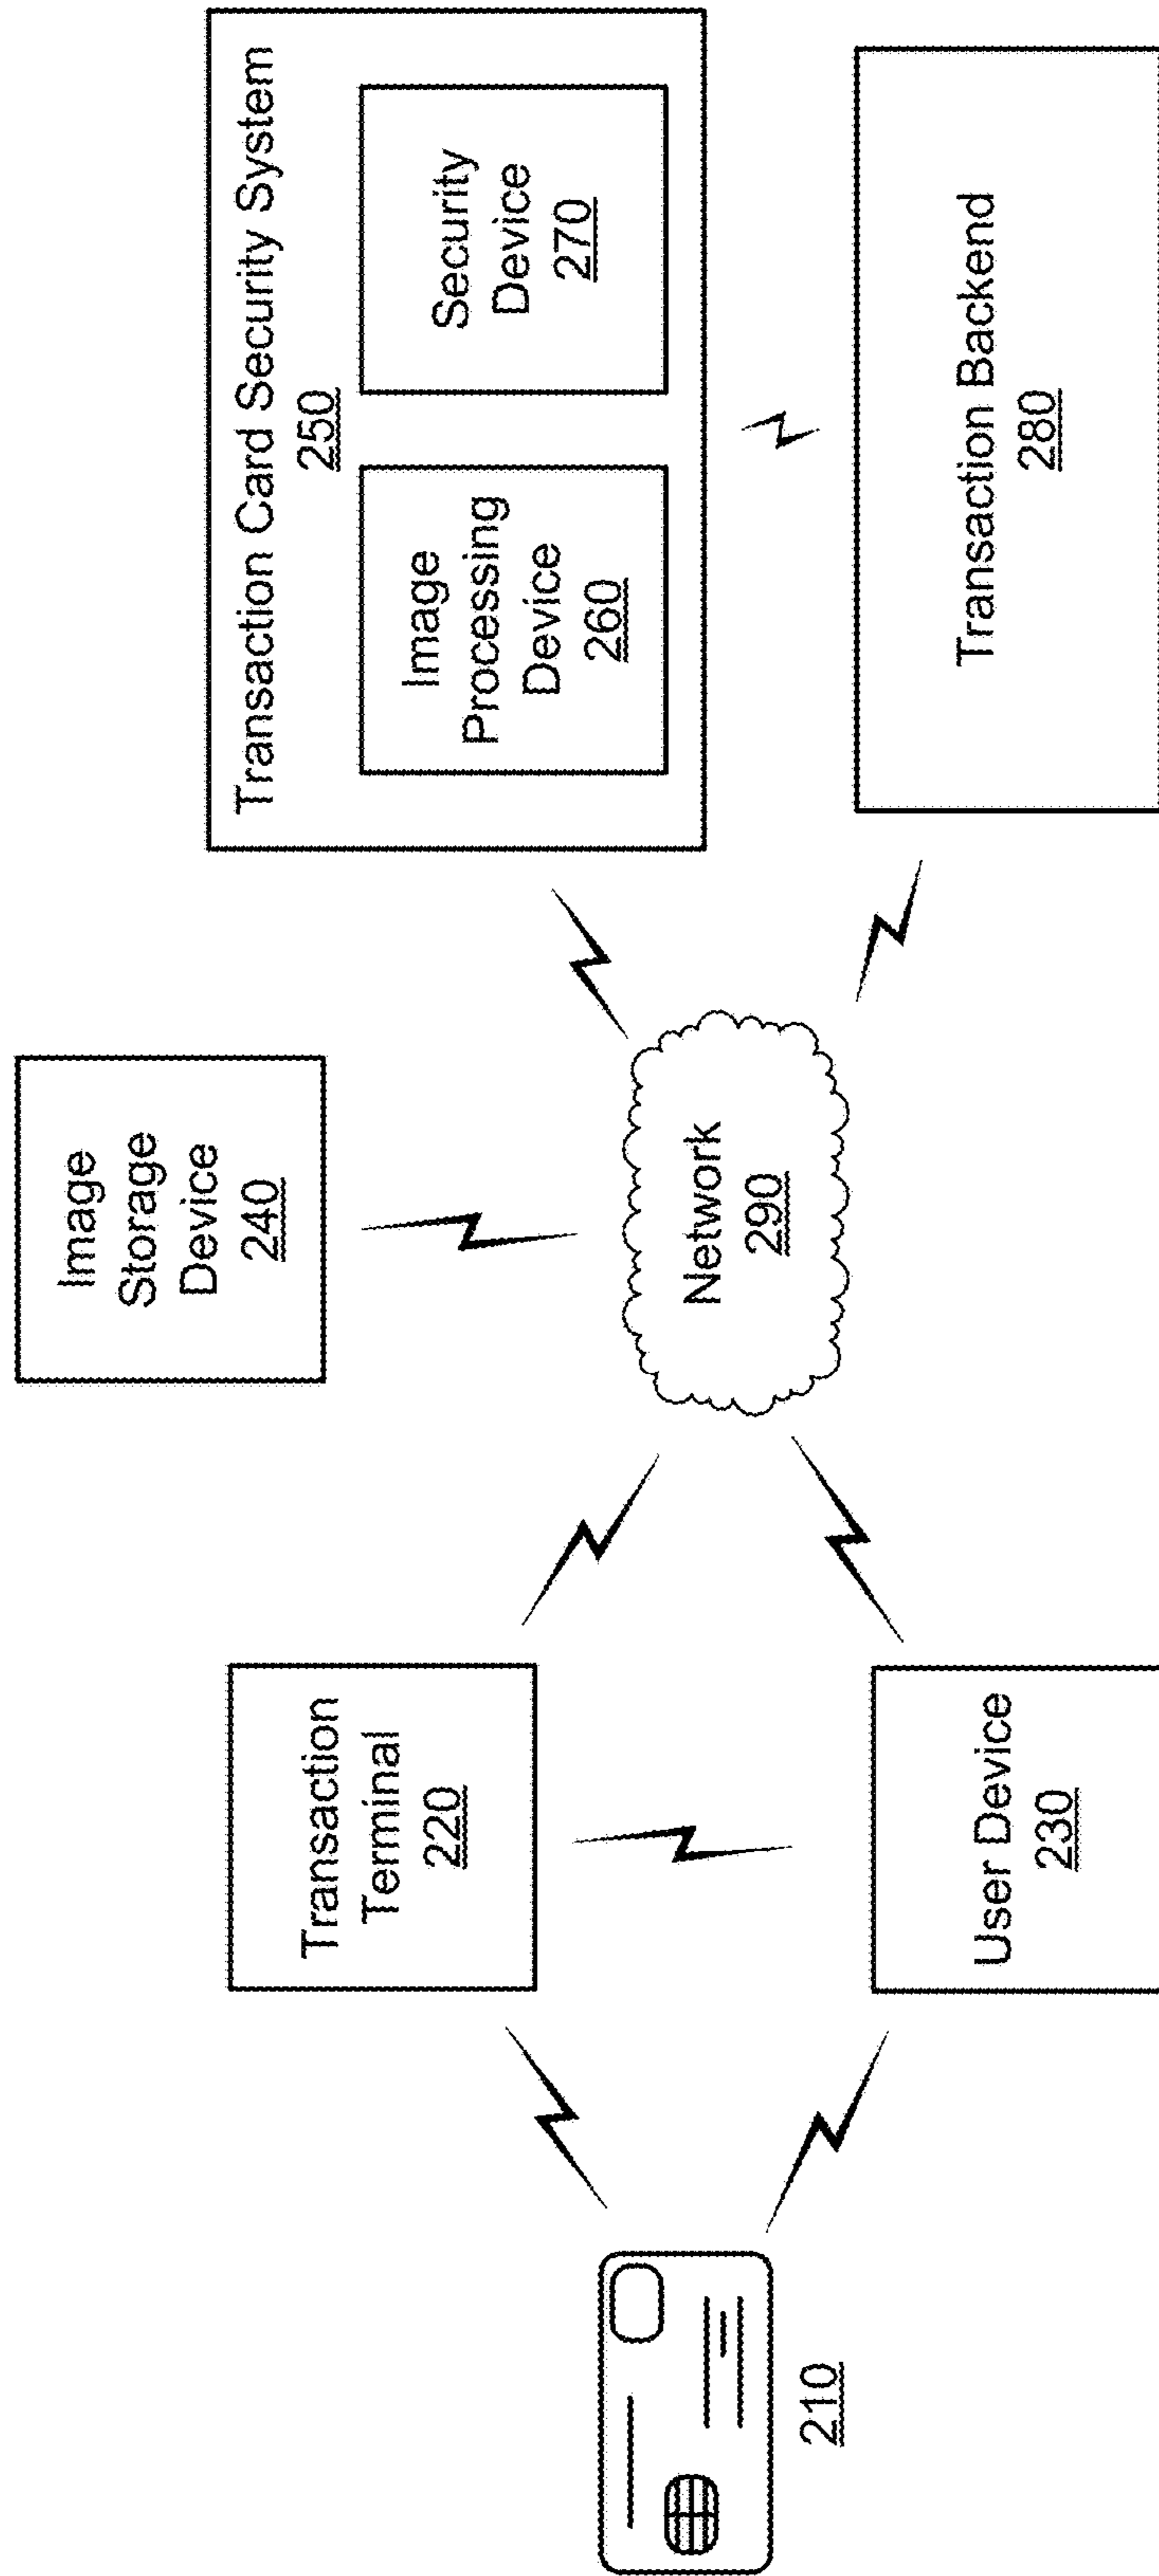 210
Transaction
Terminal
220
User Device
230
Image
Storage
Device
240
Network
290
Transaction Card Security System
250
Image
Processing
Device
260
Security
Device
270
Transaction Backend
280